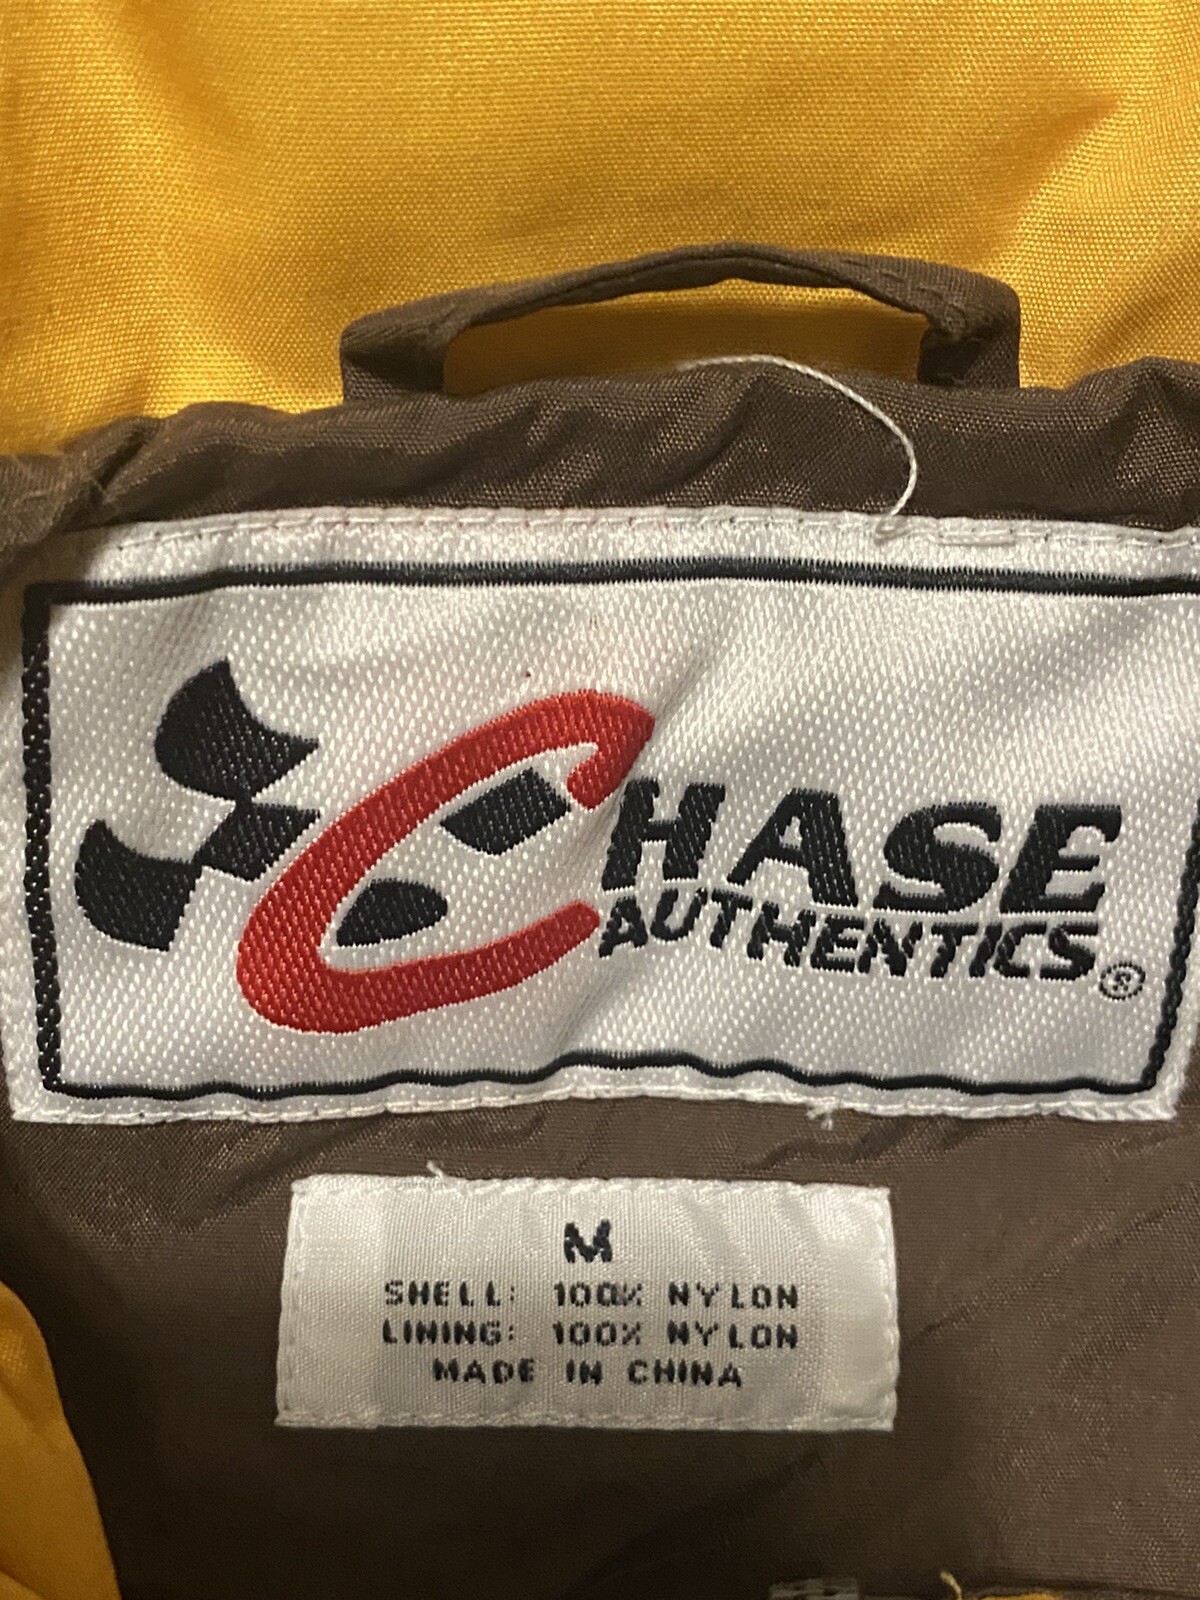 CHASE
AUTHENTICS®
M
SHELL: 100% NYLON
LINING: 100% NYLON
MADE IN CHINA